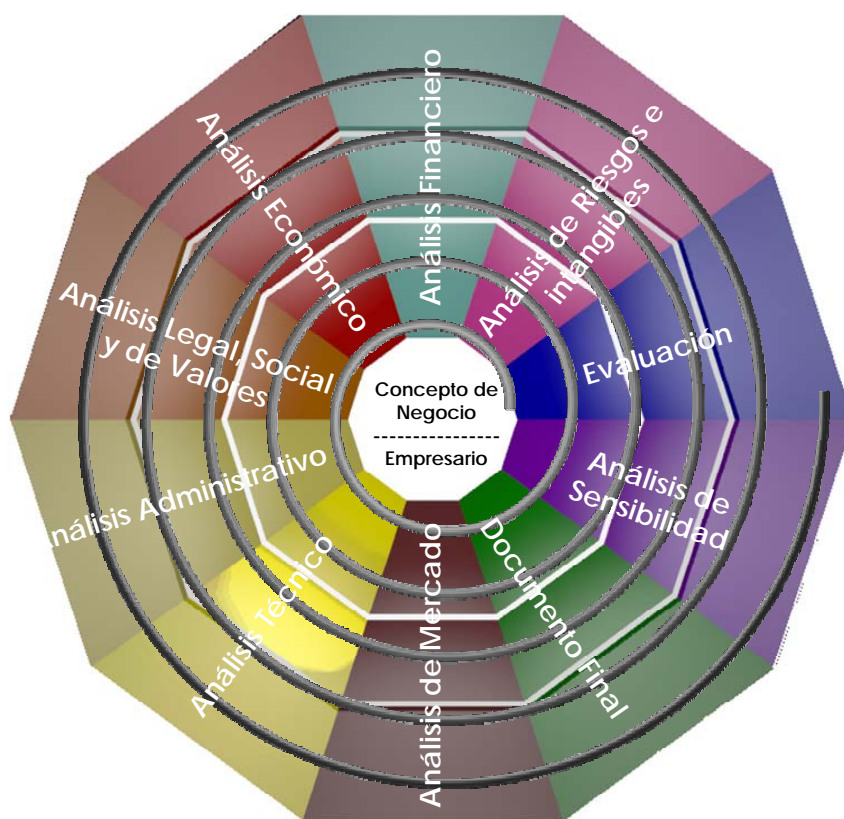 Análisis Financiero
Análisis de Riesgos e
intangibles
Evaluación
Análisis de
Sensibilidad
Documento Final
Análisis de Mercado
Análisis Técnico
Análisis Administrativo
Análisis Legal, Social
y de Valores
Análisis Económico
Concepto de
Negocio
Empresario